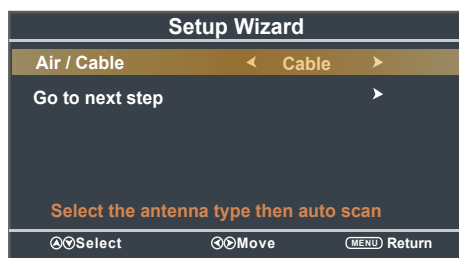 Setup Wizard
Air / Cable Cable
Go to next step
Select the antenna type then auto scan
Select Move MENU Return